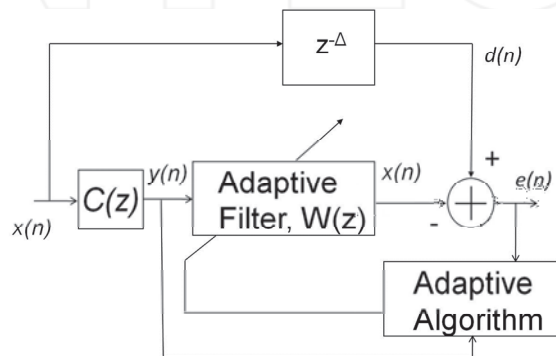 z-Δ
d(n)
+
x(n)
C(z)
y(n)
Adaptive
Filter, W(z)
x(n)
-
+
e(n)
Adaptive
Algorithm